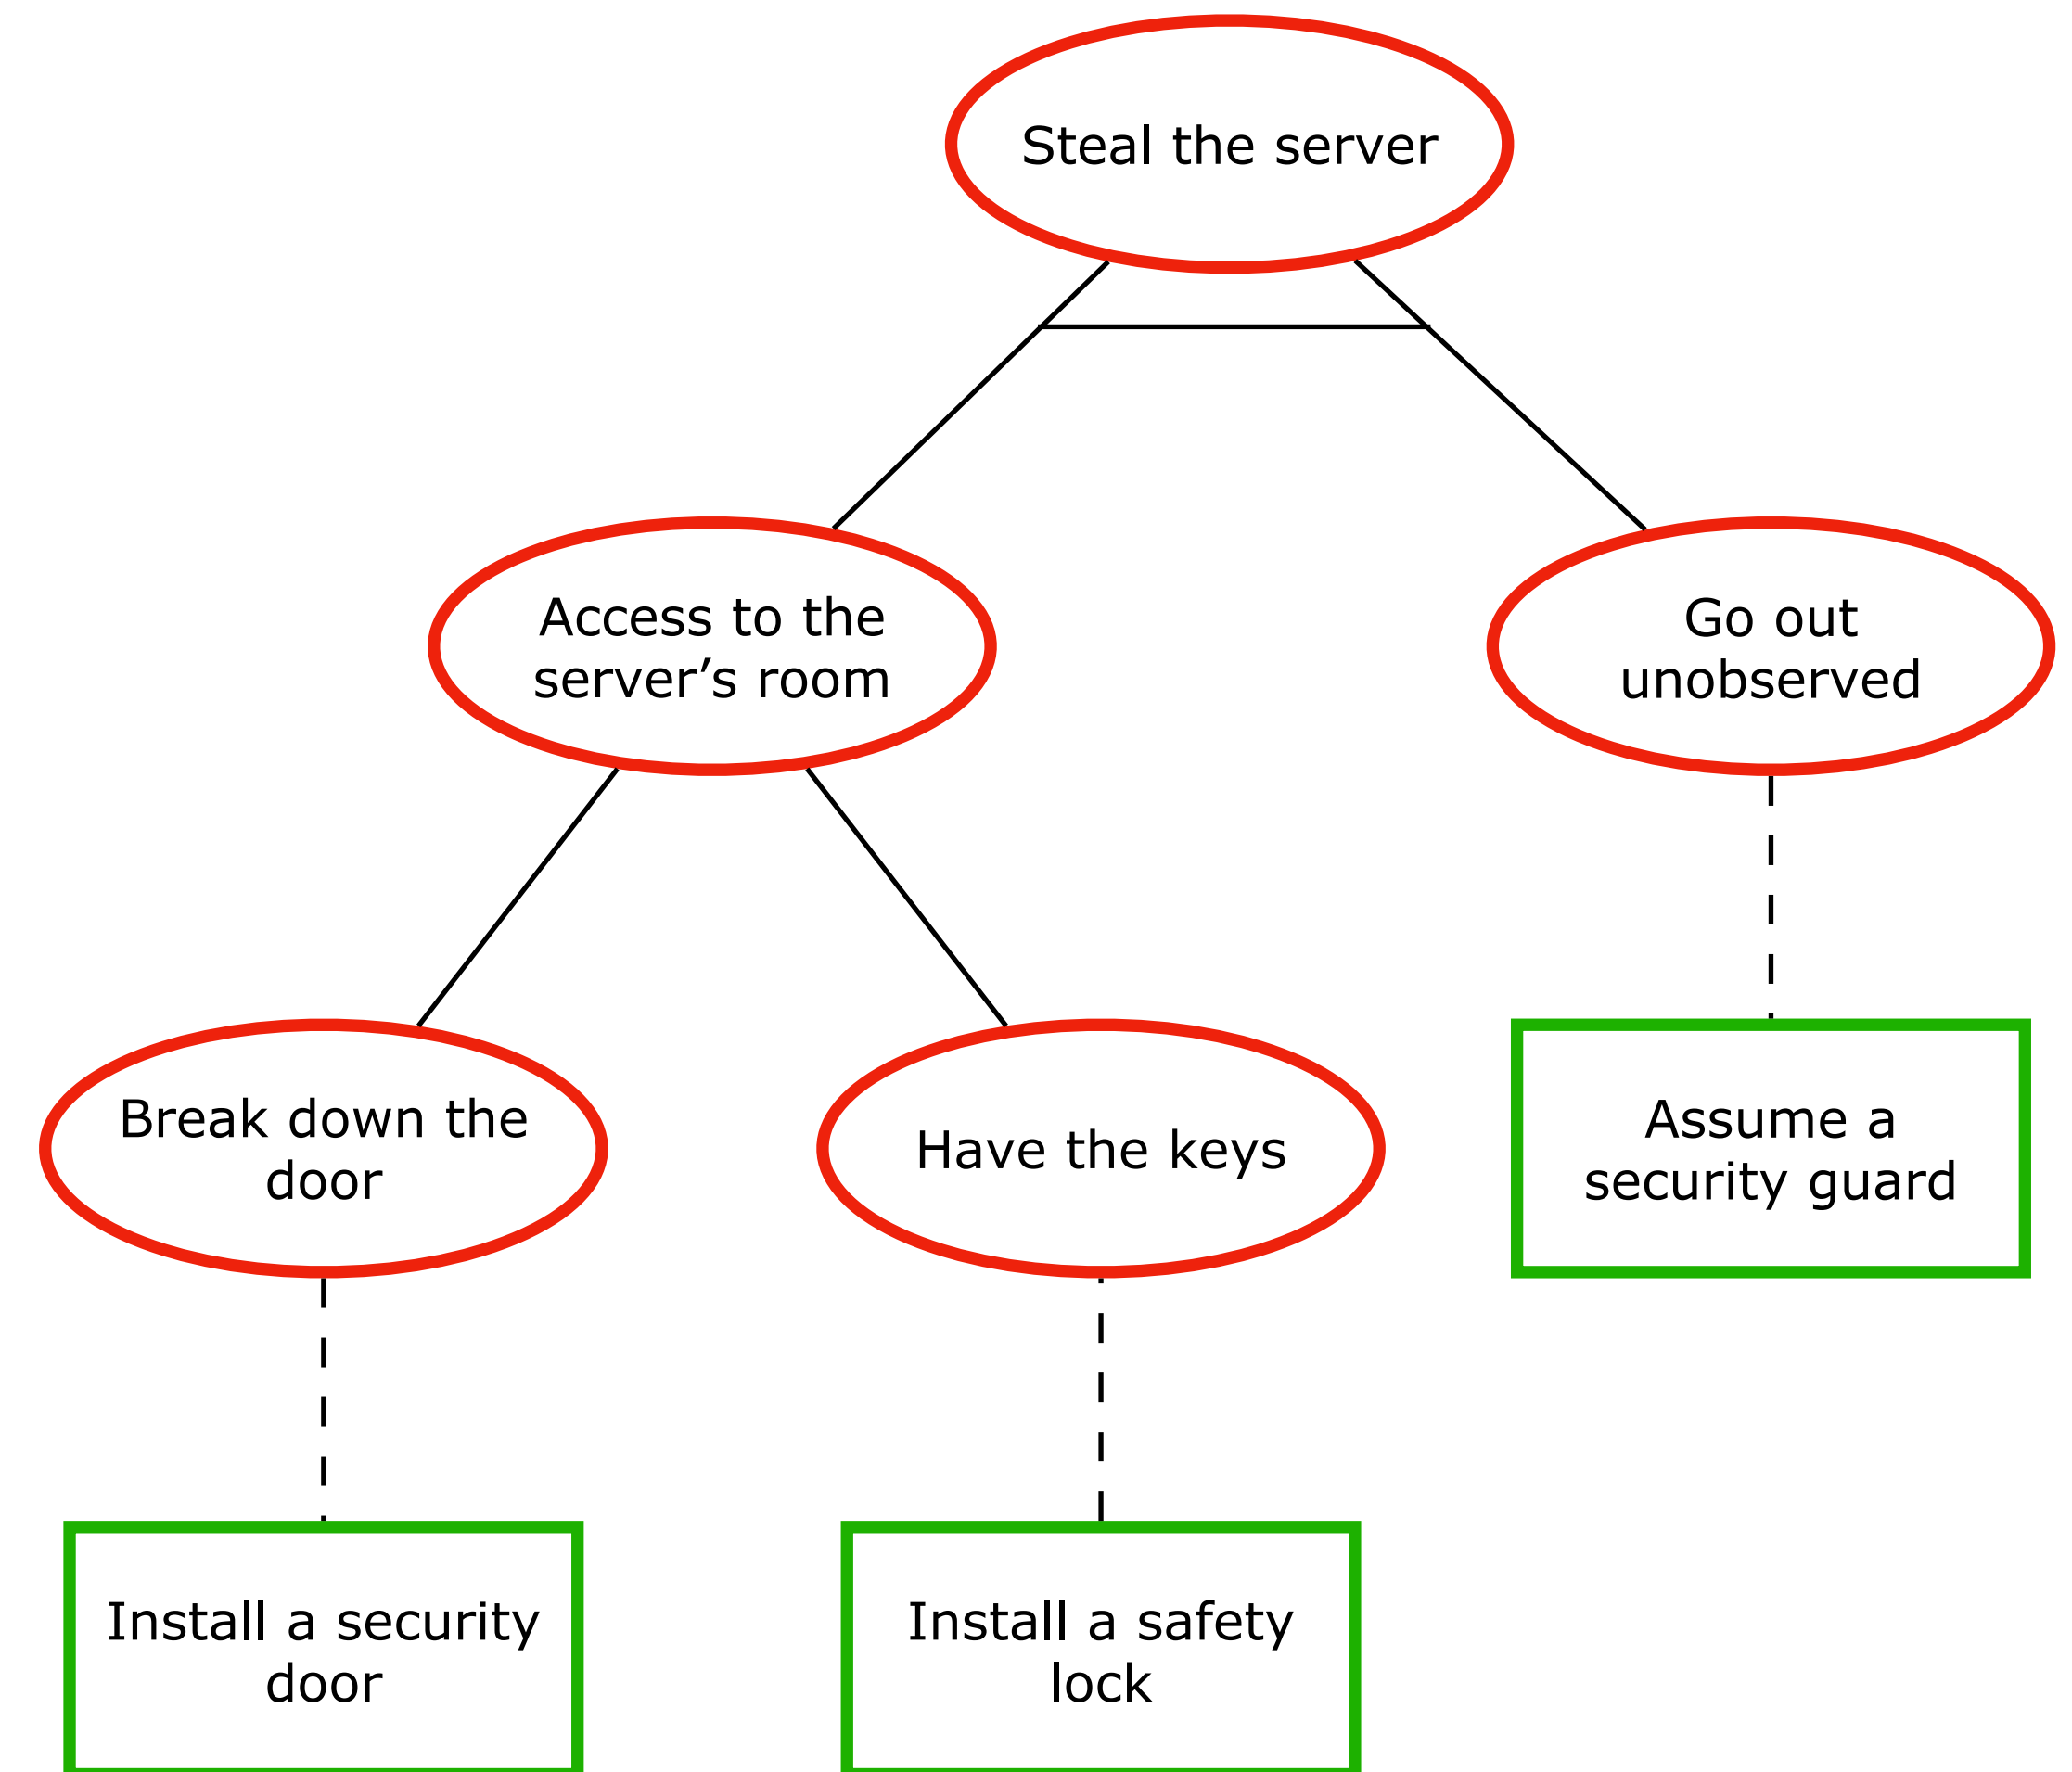 Steal the server
Access to the
server’s room
Go out
unobserved
Break down the
door
Have the keys
Assume a
security guard
Install a security
door
Install a safety
lock